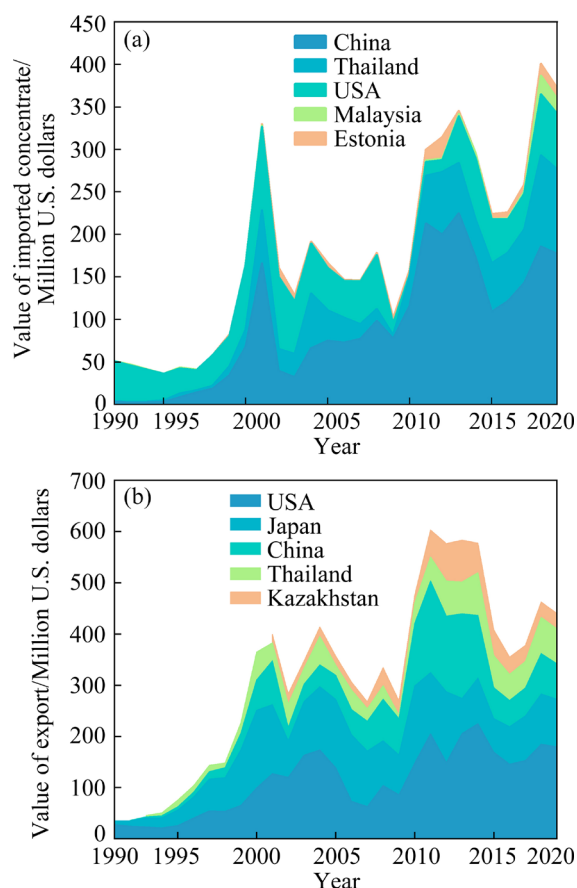 450
400
350
300
250
200
150
100
50
0
(a)
China
Thailand
USA
Malaysia
Estonia
Value of imported concentrate/
Million U.S. dollars
1990 1995 2000 2005 2010 2015 2020
Year
700
600
500
400
300
200
100
0
(b)
USA
Japan
China
Thailand
Kazakhstan
Value of export/Million U.S. dollars
1990 1995 2000 2005 2010 2015 2020
Year